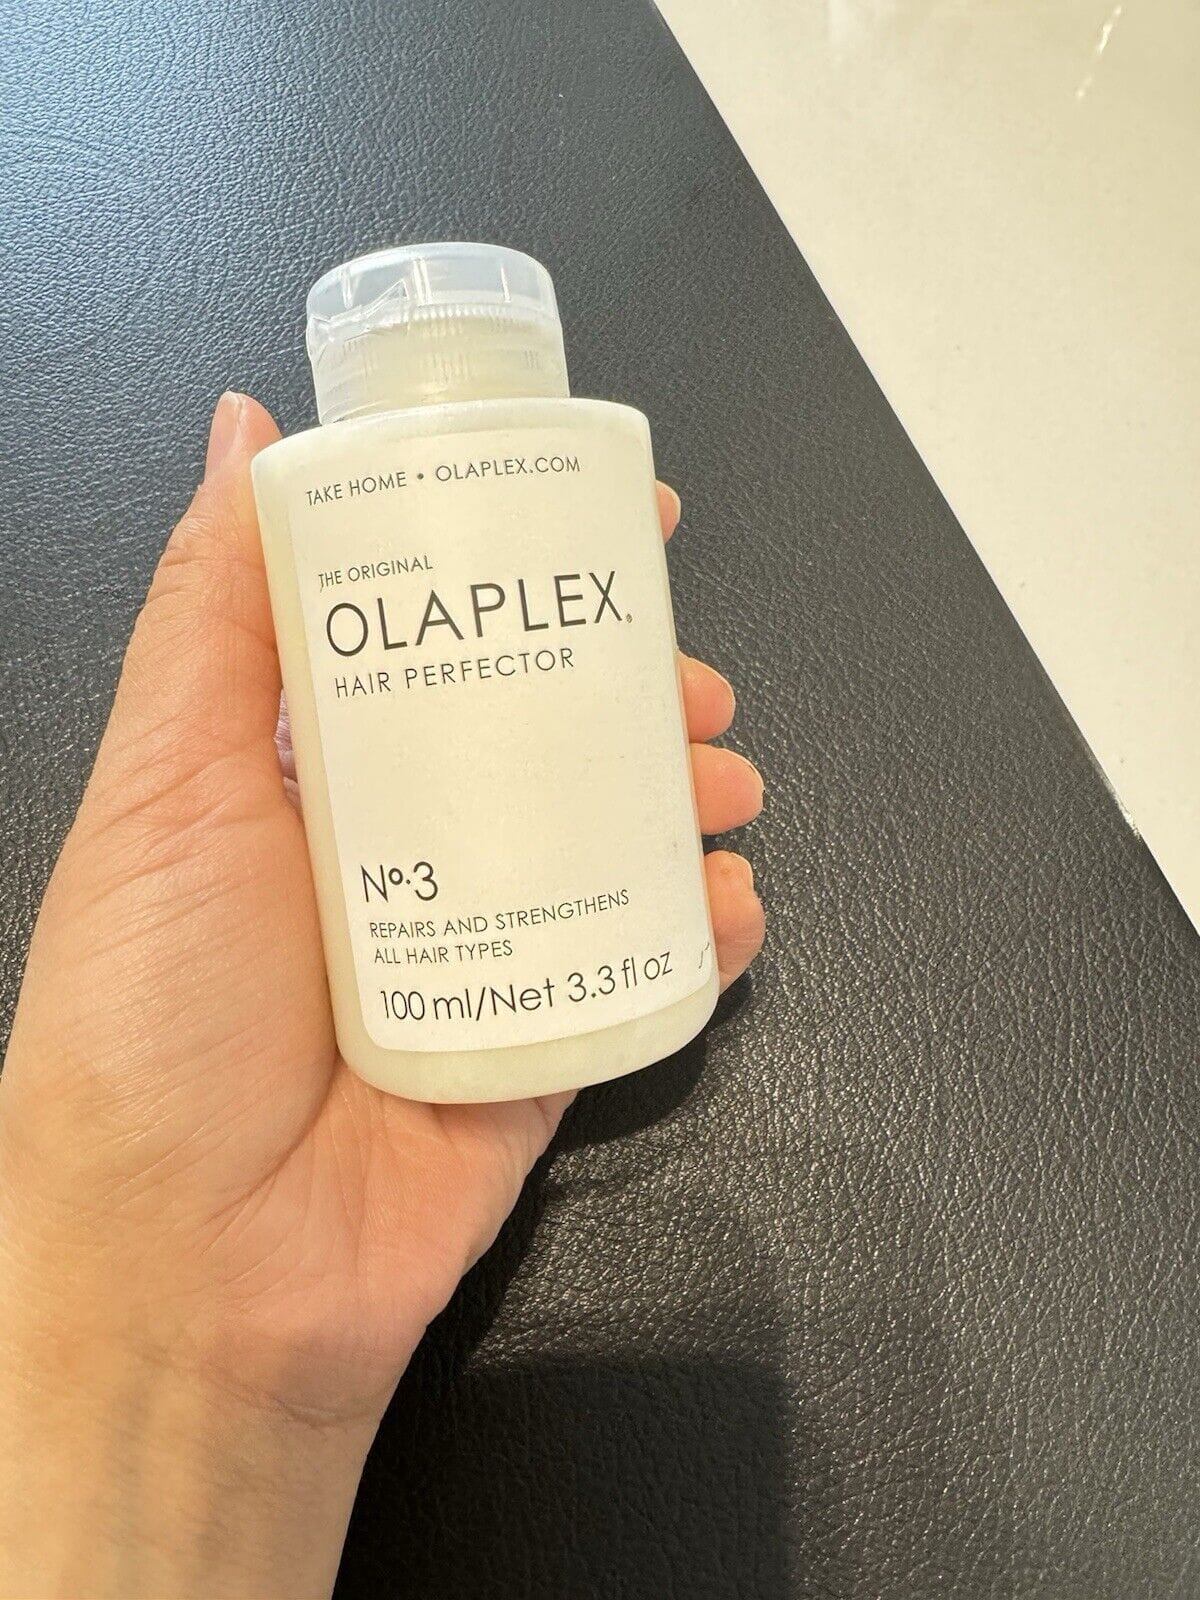 TAKE HOME • OLAPLEX.COM
THE ORIGINAL
OLAPLEX®
HAIR PERFECTOR
Nº.3
REPAIRS AND STRENGTHENS
ALL HAIR TYPES
100 ml/Net 3.3 fl oz